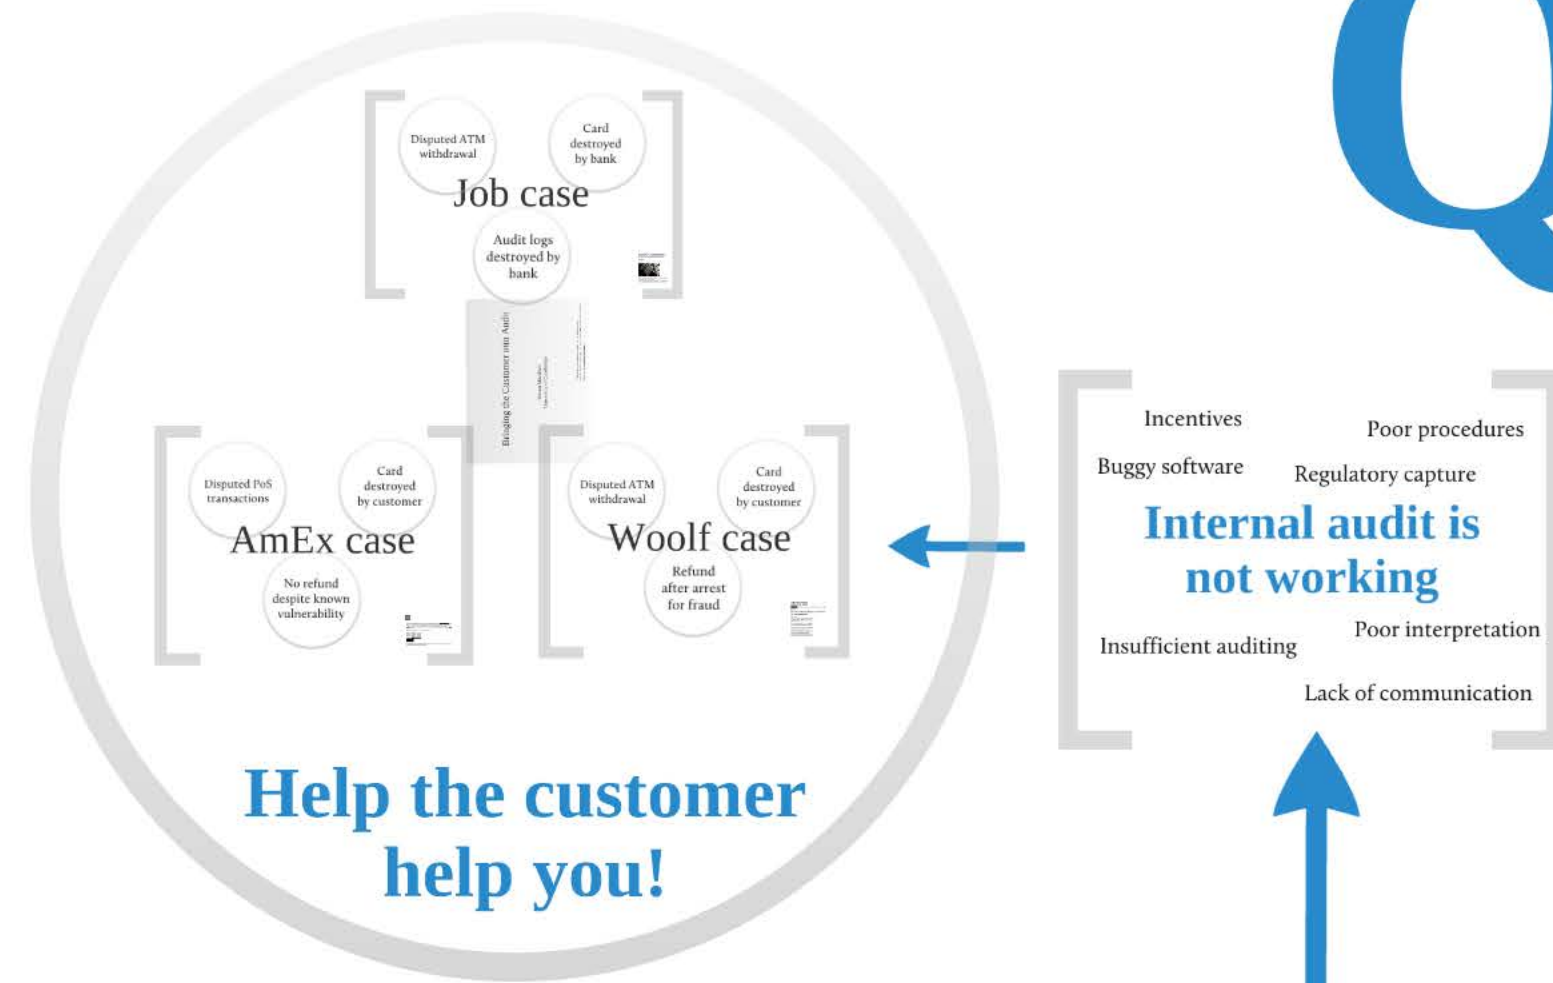 Q
Disputed ATM
withdrawal
Card
destroyed
by bank
Job case
Audit logs
destroyed by
bank
Bringing the Customer into Audit
Disputed PoS
transactions
Card
destroyed
by customer
AmEx case
No refund
despite known
vulnerability
Disputed ATM
withdrawal
Card
destroyed
by customer
Woolf case
Refund
after arrest
for fraud
Help the customer
help you!
Incentives
Poor procedures
Buggy software
Regulatory capture
Internal audit is
not working
Poor interpretation
Insufficient auditing
Lack of communication